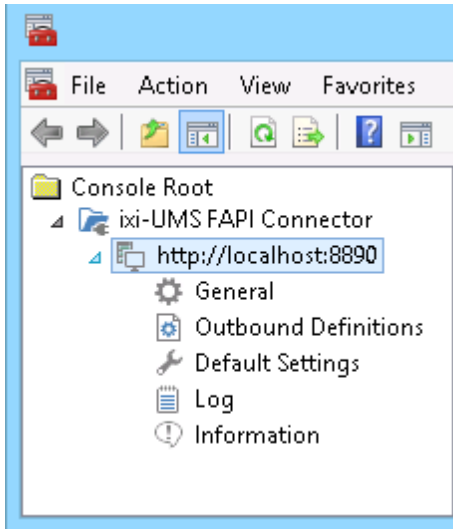 File Action View Favorites
?
Console Root
ixi-UMS FAPI Connector
http://localhost:8890
General
Outbound Definitions
Default Settings
Log
Information